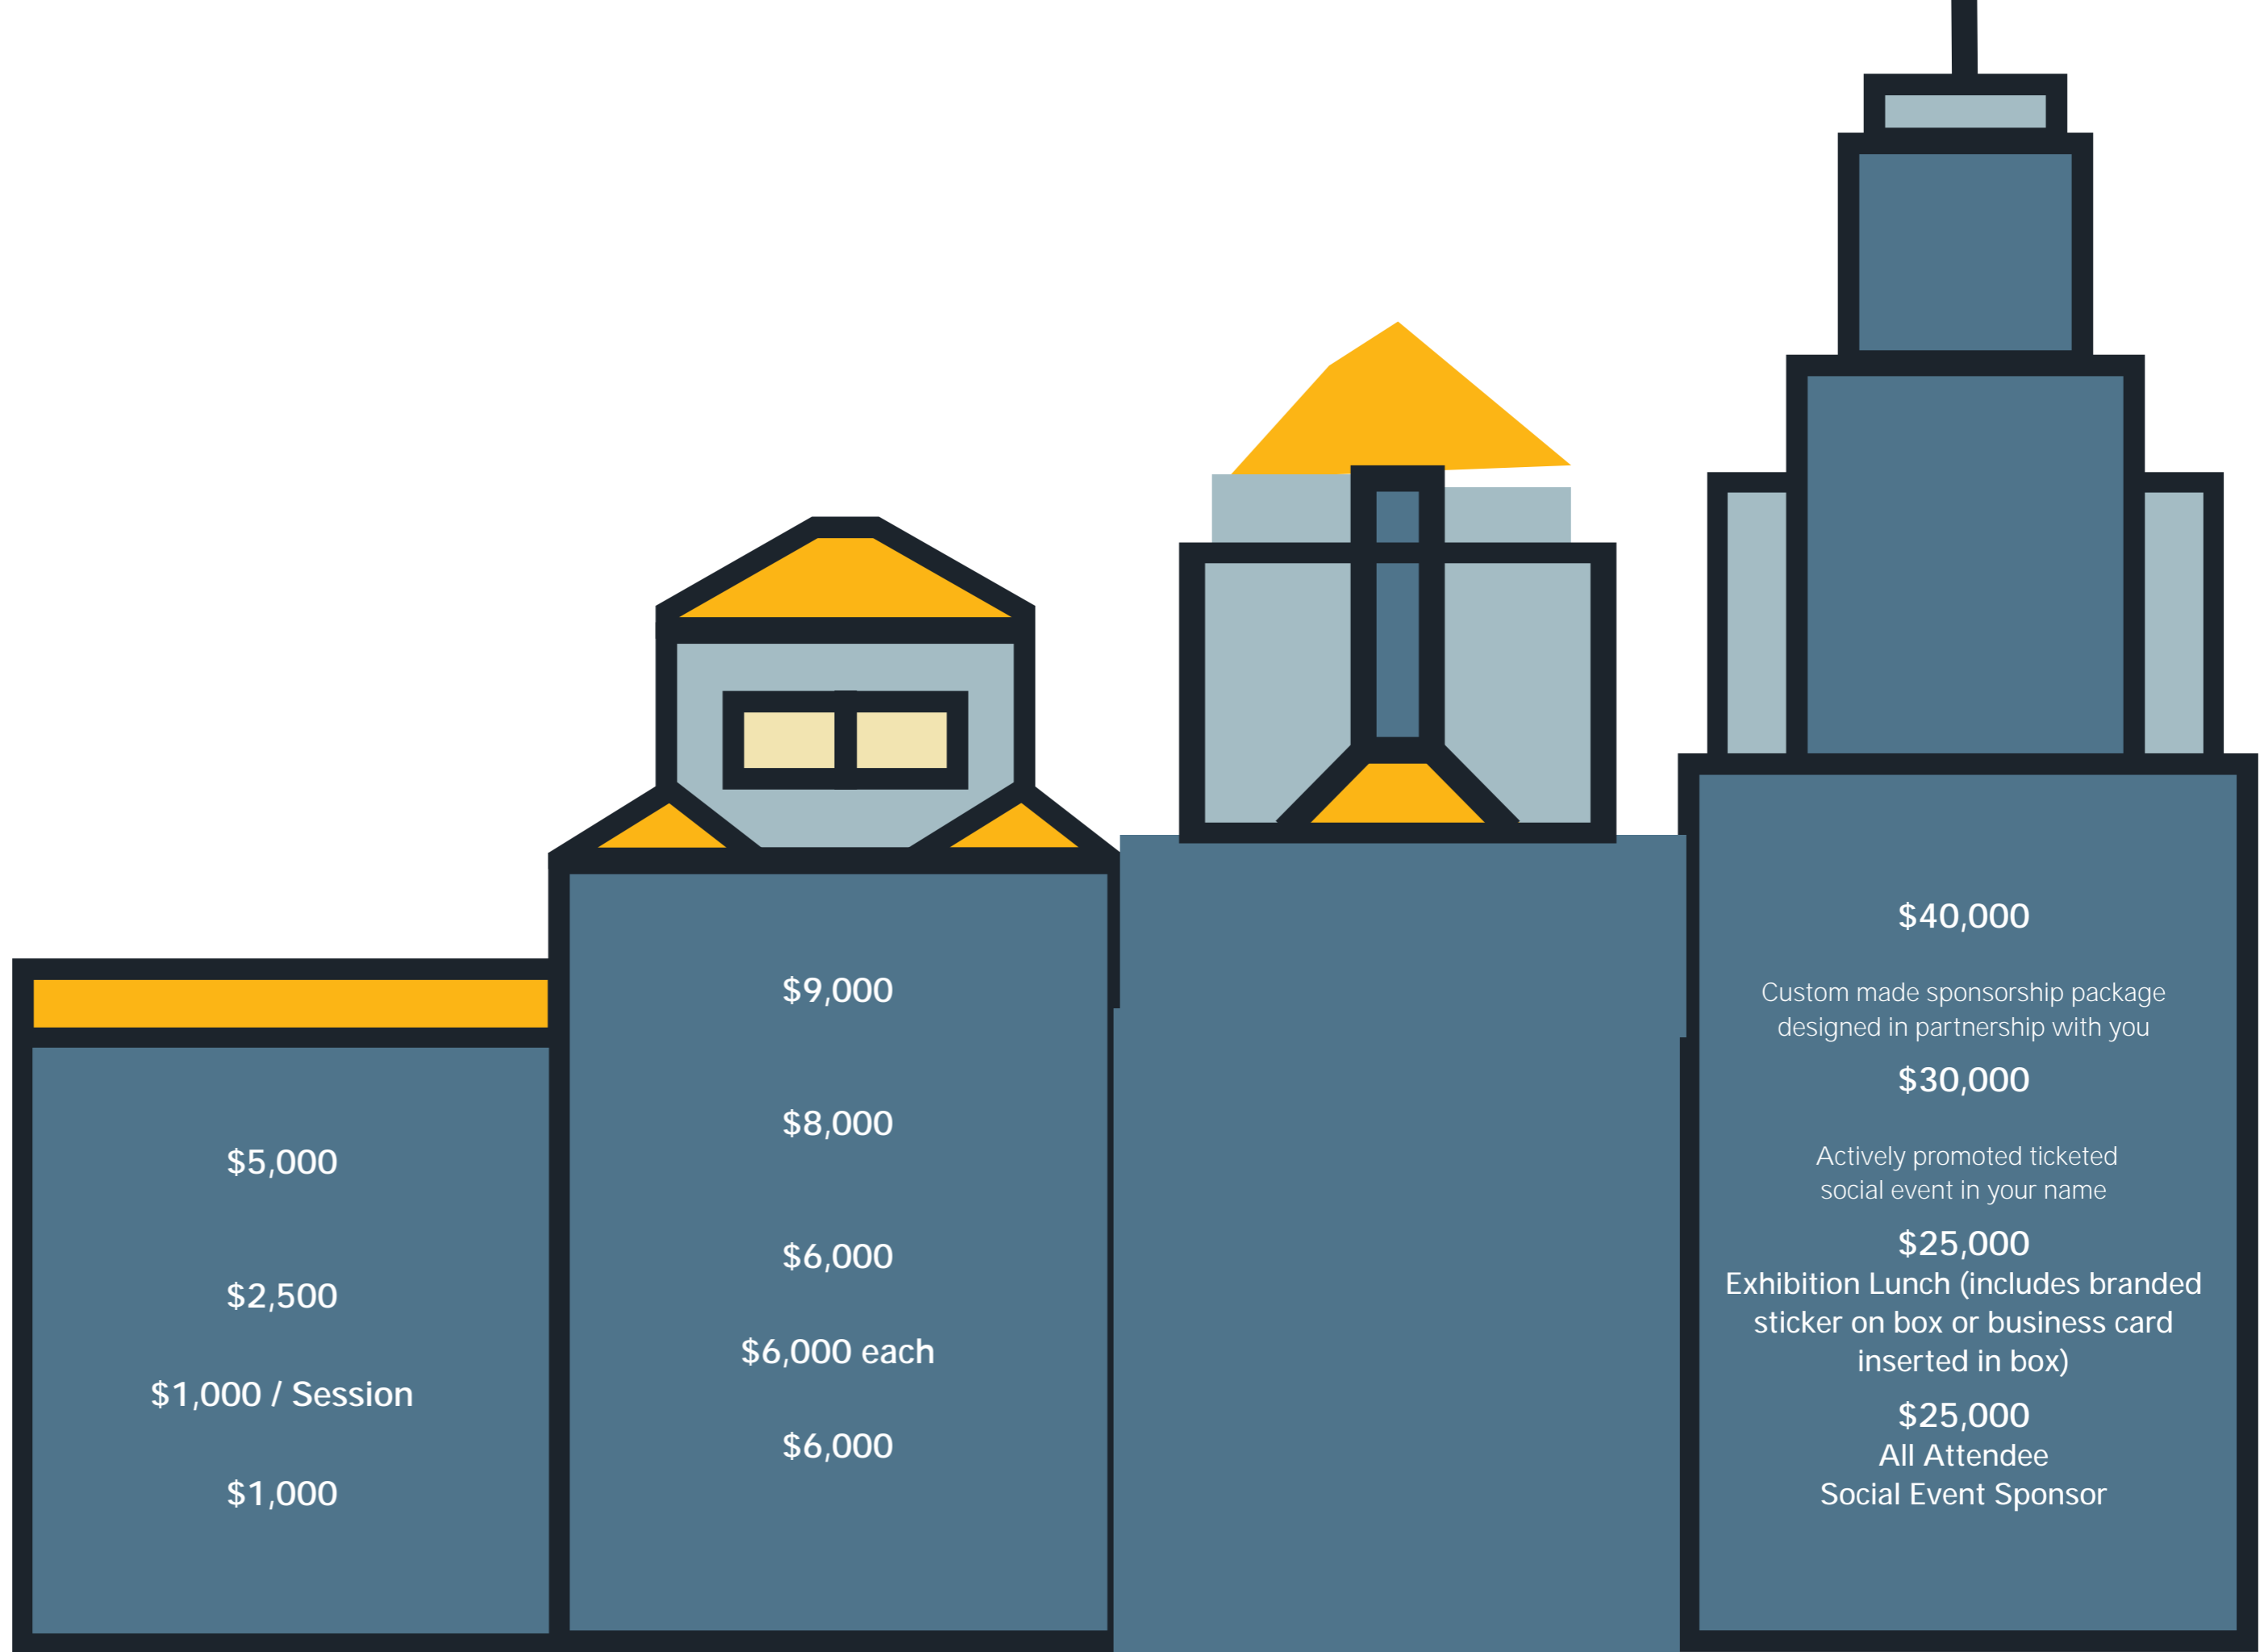 $5,000
$2,500
$1,000 / Session
$1,000
$9,000
$8,000
$6,000
$6,000 each
$6,000
$40,000
Custom made sponsorship package
designed in partnership with you
$30,000
Actively promoted ticketed
social event in your name
$25,000
Exhibition Lunch (includes branded
sticker on box or business card
inserted in box)
$25,000
All Attendee
Social Event Sponsor